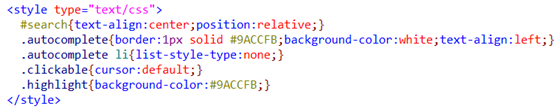 <style type="text/css">
#search{text-align:center;position:relative;}
.autocomplete{border:1px solid #9ACCFB;background-color:white;text-align:left;}
.autocomplete li{list-style-type:none;}
.clickable{cursor:default;}
.highlight{background-color:#9ACCFB;}
</style>